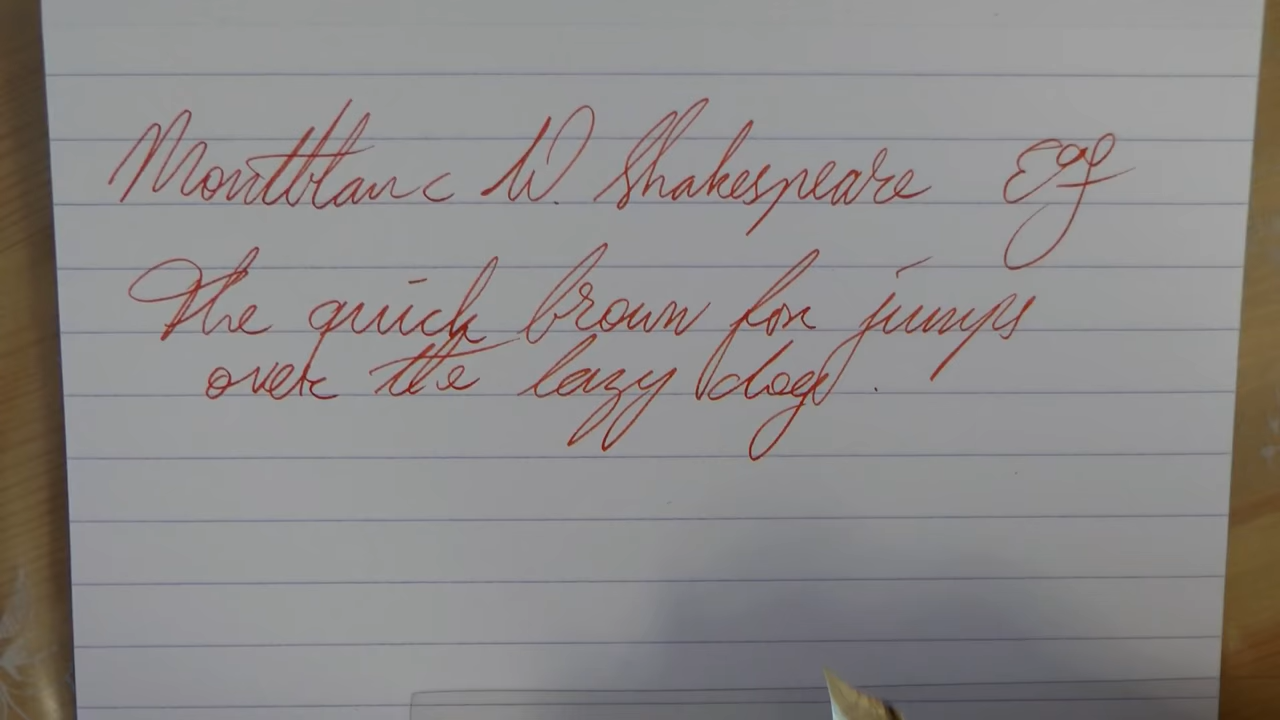 Montblanc W. Shakespeare EF
The quick brown fox jumps
over the lazy dog.